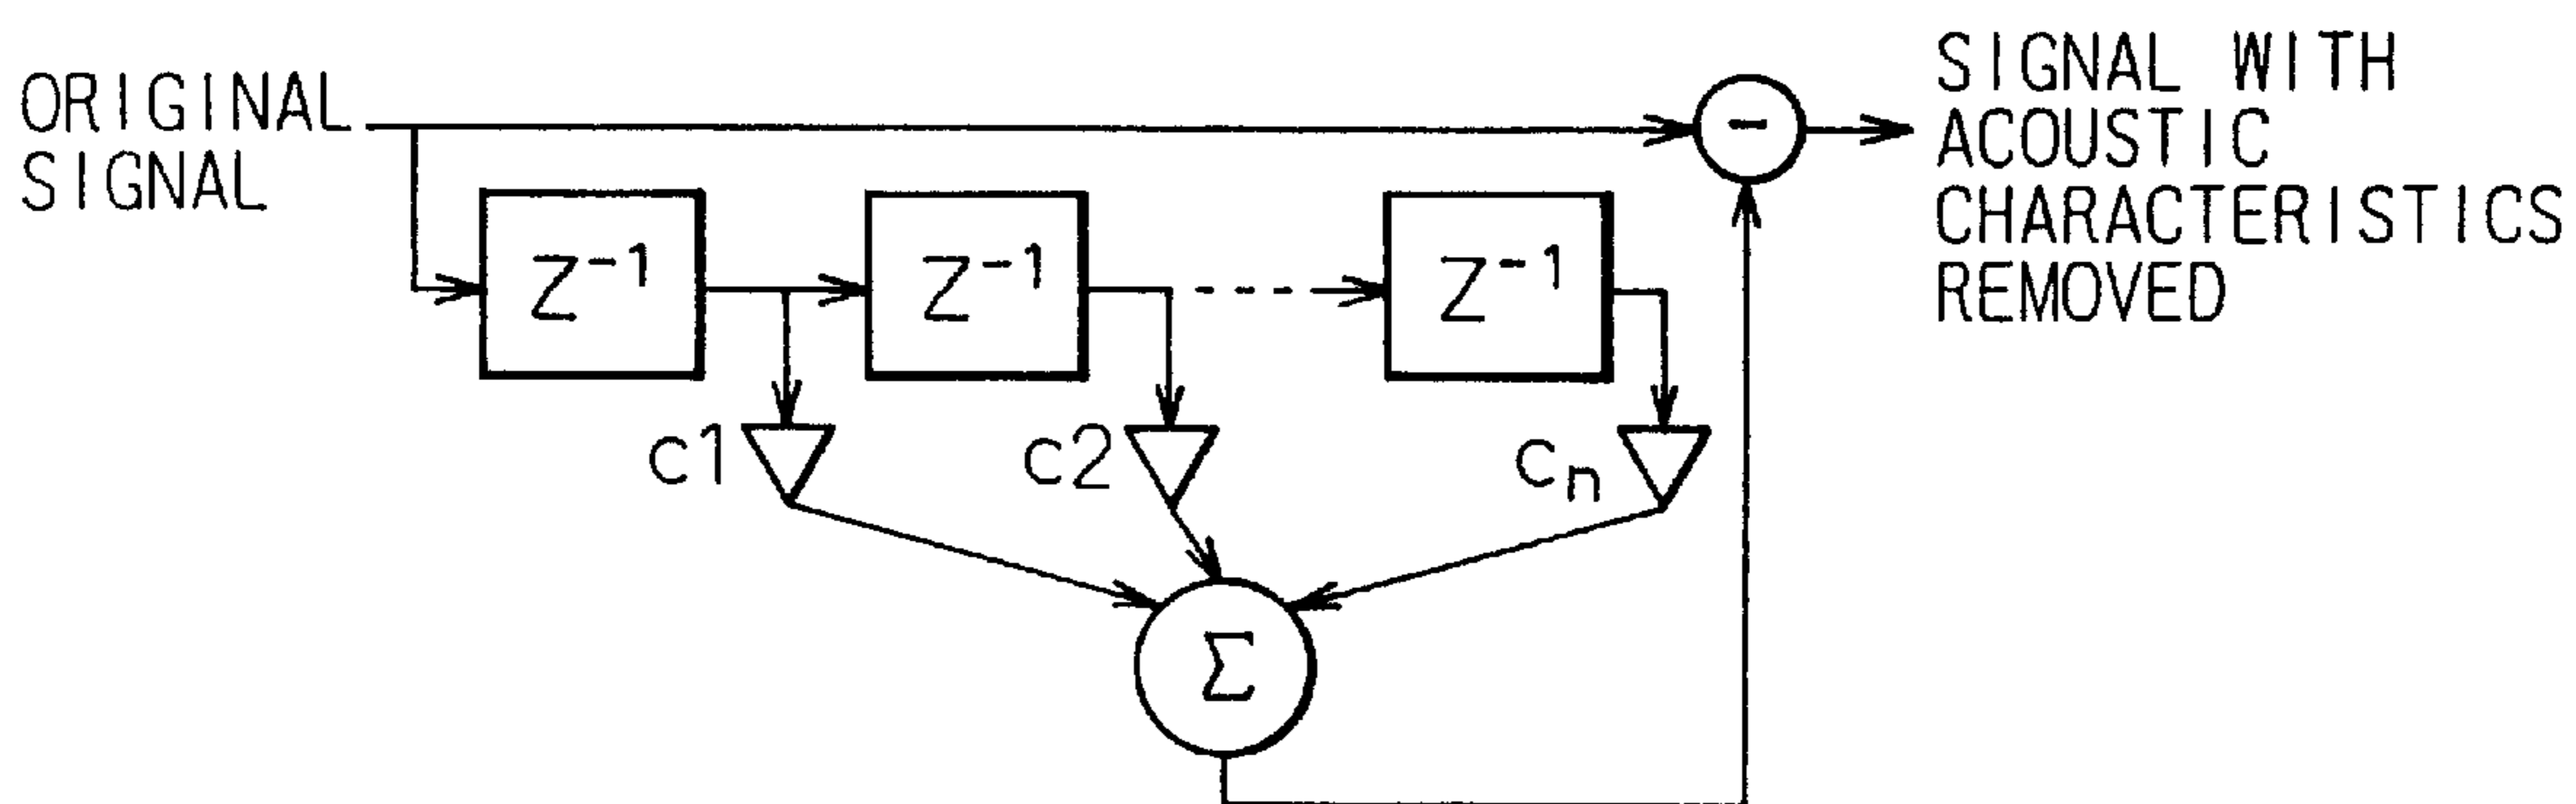 ORIGINAL
SIGNAL
SIGNAL WITH
ACOUSTIC
CHARACTERISTICS
REMOVED
-
Z⁻¹
Z⁻¹
Z⁻¹
c1
c2
cₙ
Σ